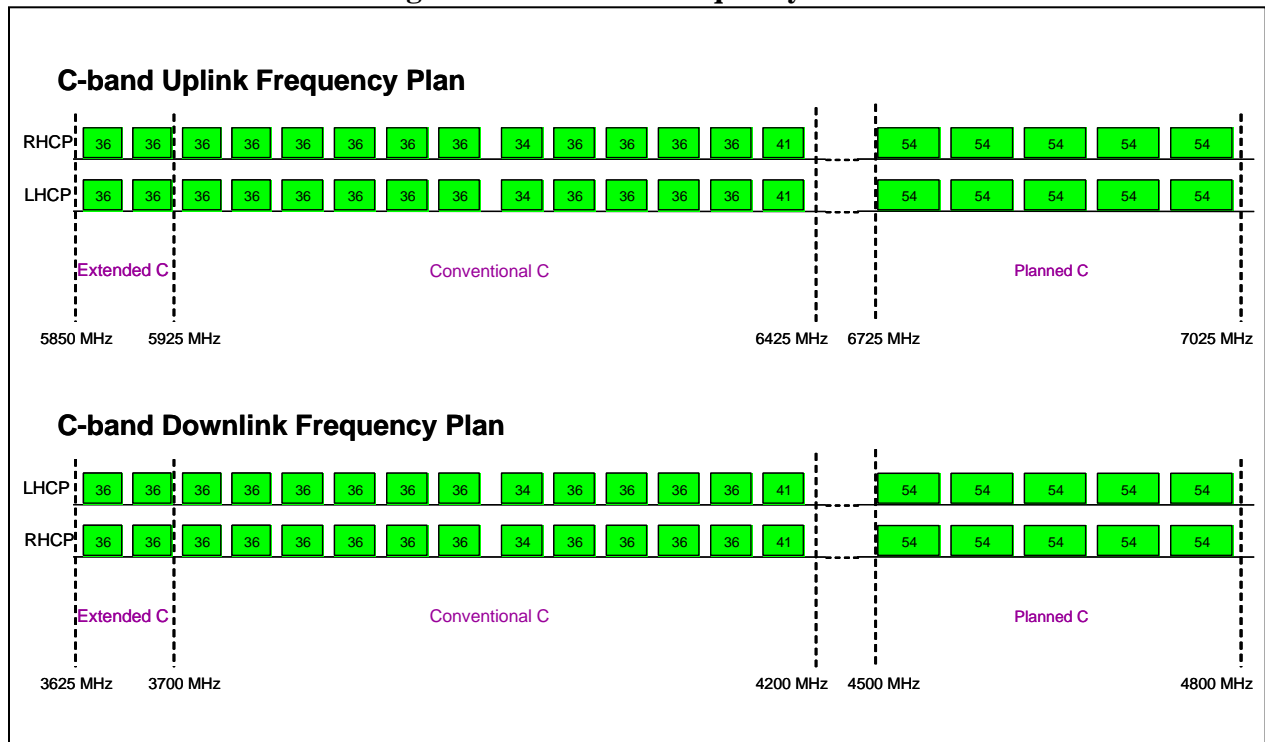 C-band Uplink Frequency Plan
RHCP 36 36 36 36 36 36 36 36 34 36 36 36 36 41 54 54 54 54 54
LHCP 36 36 36 36 36 36 36 36 34 36 36 36 36 41 54 54 54 54 54
Extended C Conventional C Planned C
5850 MHz 5925 MHz 6425 MHz 6725 MHz 7025 MHz
C-band Downlink Frequency Plan
LHCP 36 36 36 36 36 36 36 36 34 36 36 36 36 41 54 54 54 54 54
RHCP 36 36 36 36 36 36 36 36 34 36 36 36 36 41 54 54 54 54 54
Extended C Conventional C Planned C
3625 MHz 3700 MHz 4200 MHz 4500 MHz 4800 MHz